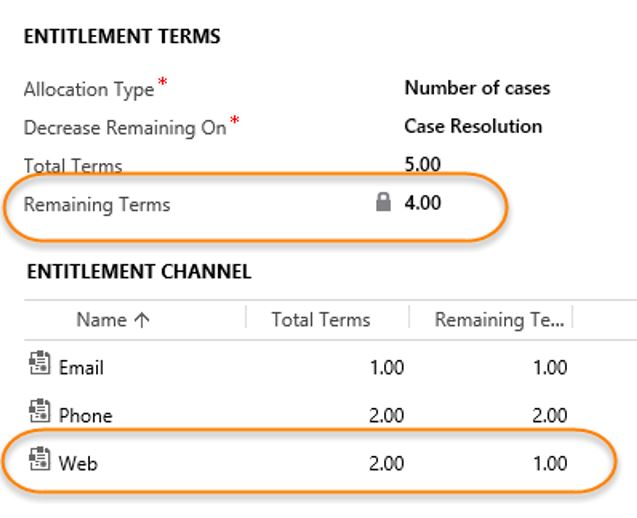 ENTITLEMENT TERMS
Allocation Type* Number of cases
Decrease Remaining On* Case Resolution
Total Terms 5.00
Remaining Terms 4.00
ENTITLEMENT CHANNEL
Name ↑ Total Terms Remaining Te...
Email 1.00 1.00
Phone 2.00 2.00
Web 2.00 1.00